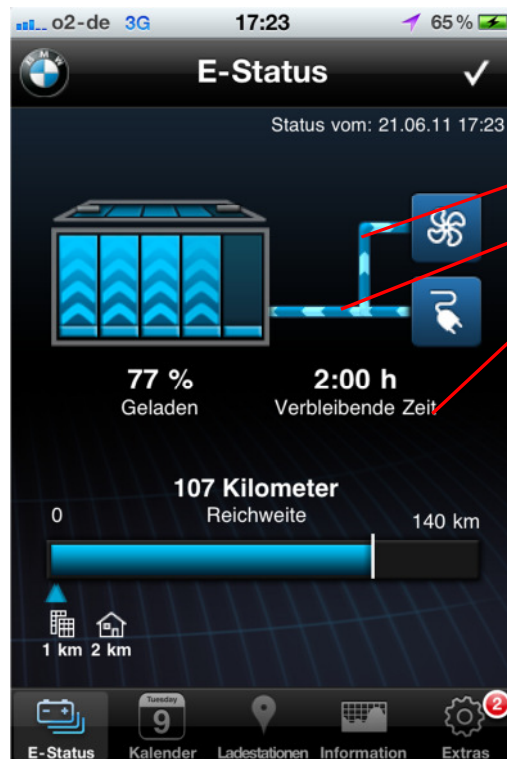 o2-de 3G 17:23 65 %
BMW
E-Status
Status vom: 21.06.11 17:23
77 % 2:00 h
Geladen Verbleibende Zeit
107 Kilometer
0 Reichweite 140 km
1 km 2 km
Tuesday
9
2
E-Status Kalender Ladestationen Information Extras